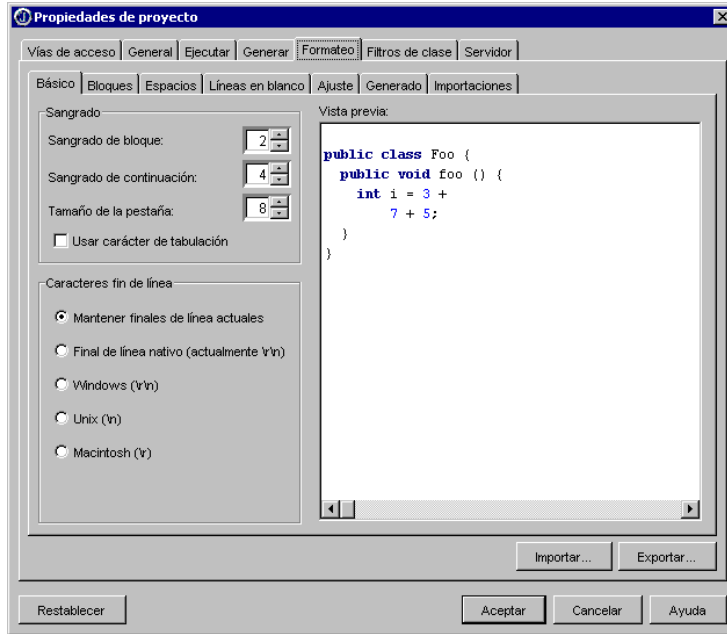 Propiedades de proyecto
Vías de acceso General Ejecutar Generar Formateo Filtros de clase Servidor
Básico Bloques Espacios Líneas en blanco Ajuste Generado Importaciones
Sangrado
Sangrado de bloque: 2
Sangrado de continuación: 4
Tamaño de la pestaña: 8
Usar carácter de tabulación
Caracteres fin de línea
Mantener finales de línea actuales
Final de línea nativo (actualmente \r\n)
Windows (\r\n)
Unix (\n)
Macintosh (\r)
Vista previa:
public class Foo {
  public void foo () {
    int i = 3 +
        7 + 5;
  }
}
Importar... Exportar...
Restablecer Aceptar Cancelar Ayuda